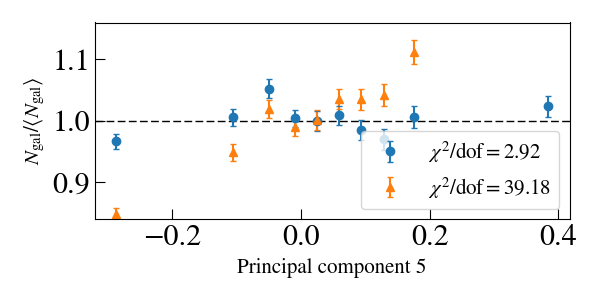 1.1
1.0
0.9
N_gal/⟨N_gal⟩
χ²/dof = 2.92
χ²/dof = 39.18
−0.2 0.0 0.2 0.4
Principal component 5